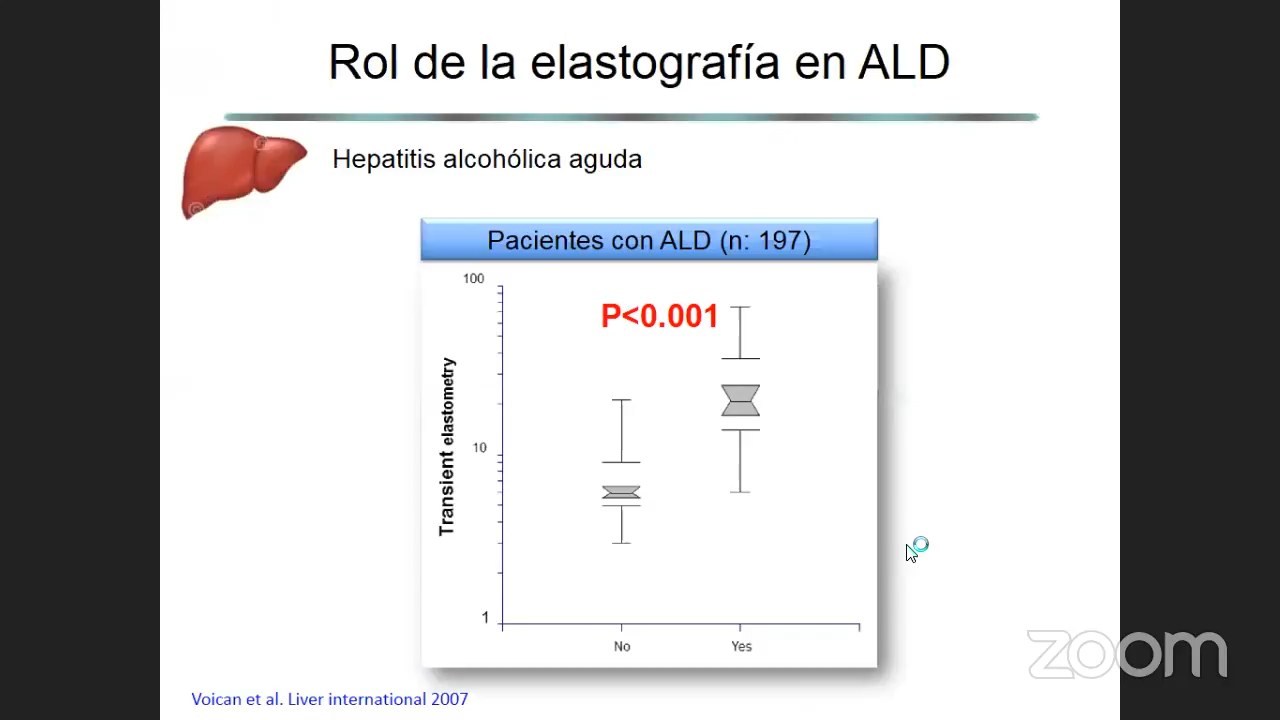 Rol de la elastografía en ALD
Hepatitis alcohólica aguda
Pacientes con ALD (n: 197)
100
P<0.001
Transient elastometry
10
1
No
Yes
zoom
Voican et al. Liver international 2007